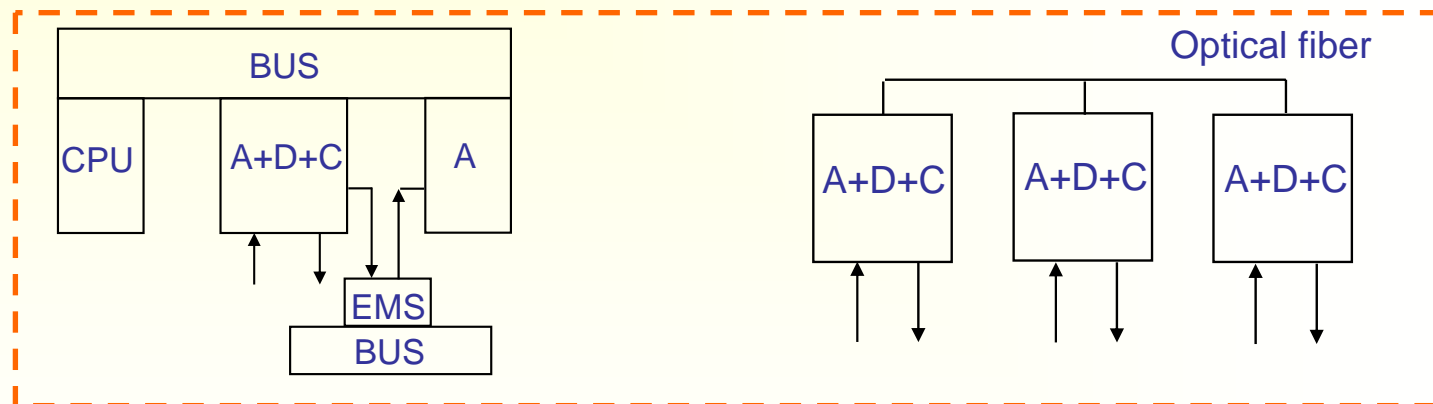 BUS
CPU
A+D+C
A
EMS
BUS
Optical fiber
A+D+C
A+D+C
A+D+C